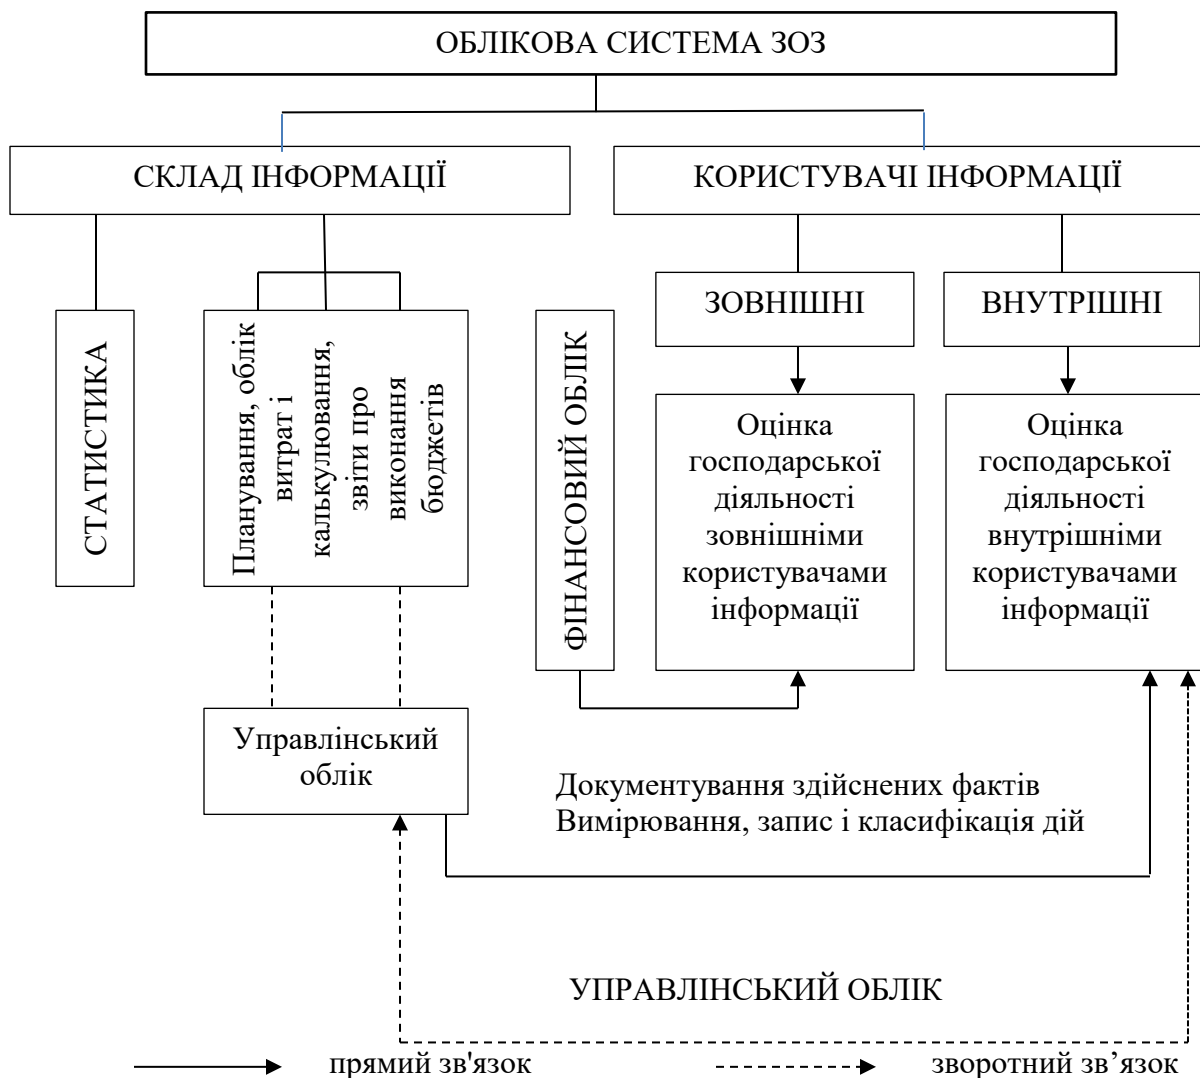 ОБЛІКОВА СИСТЕМА ЗОЗ
СКЛАД ІНФОРМАЦІЇ
КОРИСТУВАЧІ ІНФОРМАЦІЇ
ЗОВНІШНІ
ВНУТРІШНІ
СТАТИСТИКА
Планування, облік
витрат і
калькулювання,
звіти про
виконання
бюджетів
ФІНАНСОВИЙ ОБЛІК
Оцінка
господарської
діяльності
зовнішніми
користувачами
інформації
Оцінка
господарської
діяльності
внутрішніми
користувачами
інформації
Управлінський
облік
Документування здійснених фактів
Вимірювання, запис і класифікація дій
УПРАВЛІНСЬКИЙ ОБЛІК
прямий зв'язок
зворотний зв’язок